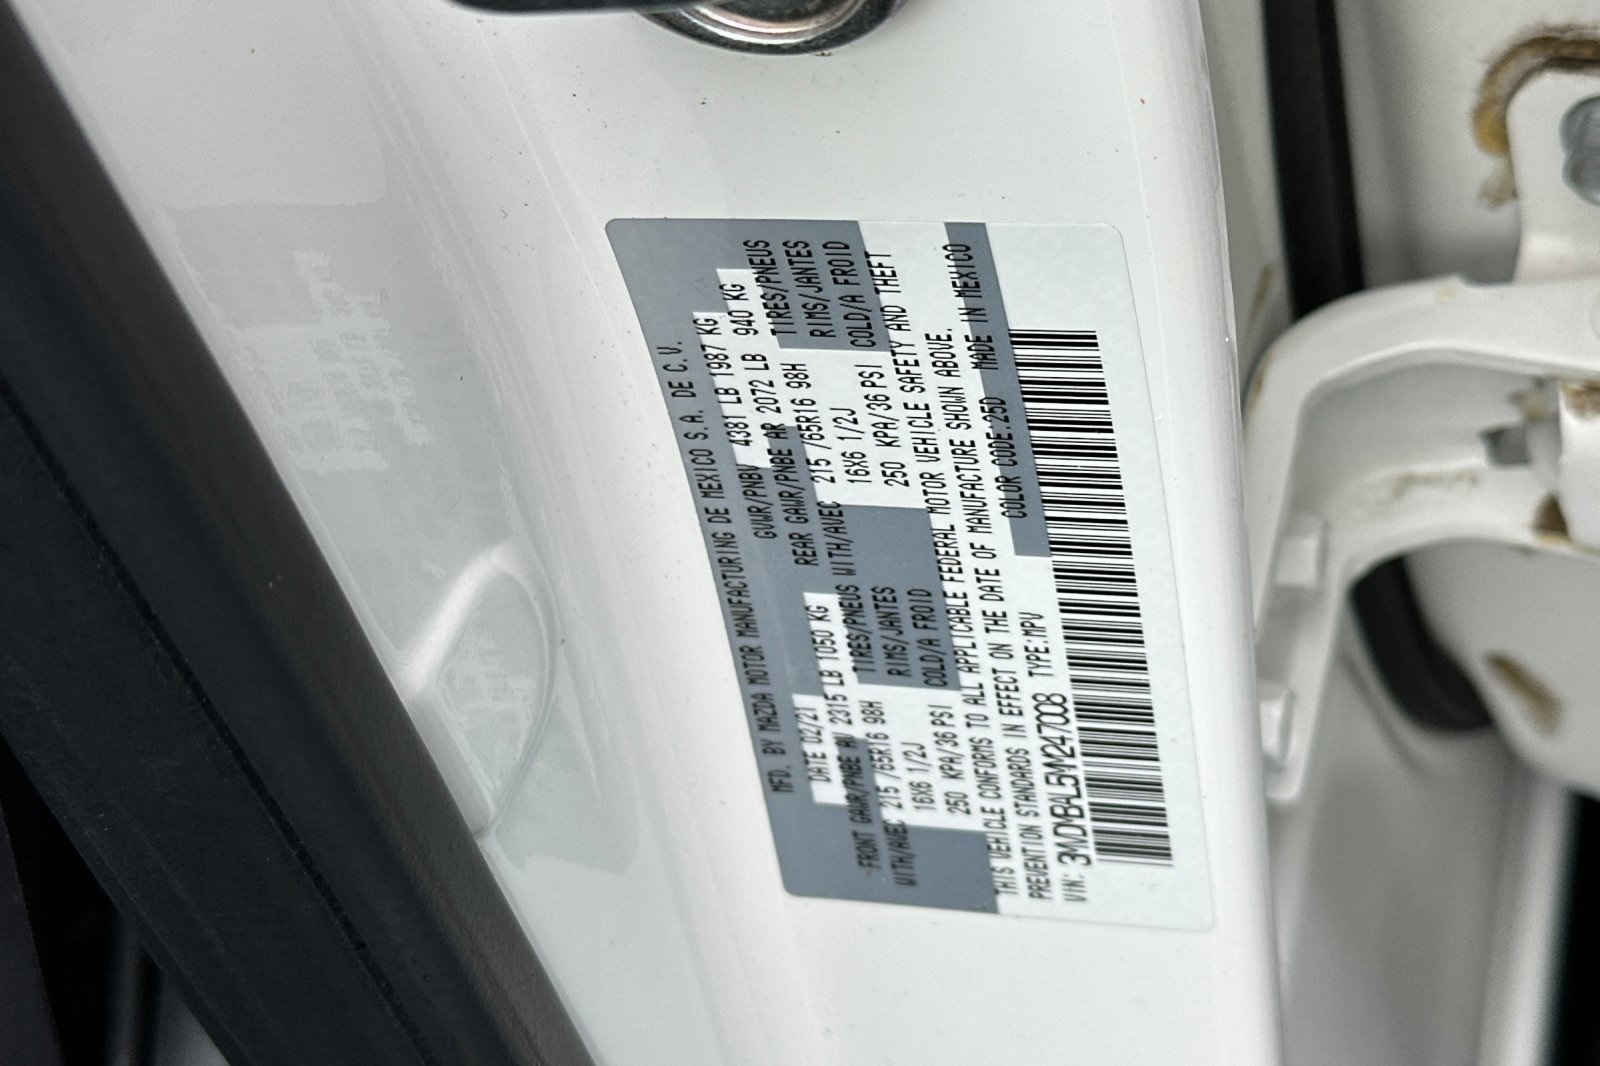 MFD. BY MAZDA MOTOR MANUFACTURING DE MEXICO S.A. DE C.V.
DATE 02/21 GVWR/PNBV 4381 LB 1987 KG
FRONT GAWR/PNBE AV 2315 LB 1050 KG REAR GAWR/PNBE AR 2072 LB 940 KG
WITH/AVEC 215 /65R16 98H TIRES/PNEUS WITH/AVEC 215 /65R16 98H TIRES/PNEUS
16X6 1/2J RIMS/JANTES 16X6 1/2J RIMS/JANTES
250 KPA/36 PSI COLD/A FROID 250 KPA/36 PSI COLD/A FROID
THIS VEHICLE CONFORMS TO ALL APPLICABLE FEDERAL MOTOR VEHICLE SAFETY AND THEFT
PREVENTION STANDARDS IN EFFECT ON THE DATE OF MANUFACTURE SHOWN ABOVE.
VIN: 3MVDMBAL5MM247008 TYPE:MPV COLOR CODE:25D MADE IN MEXICO